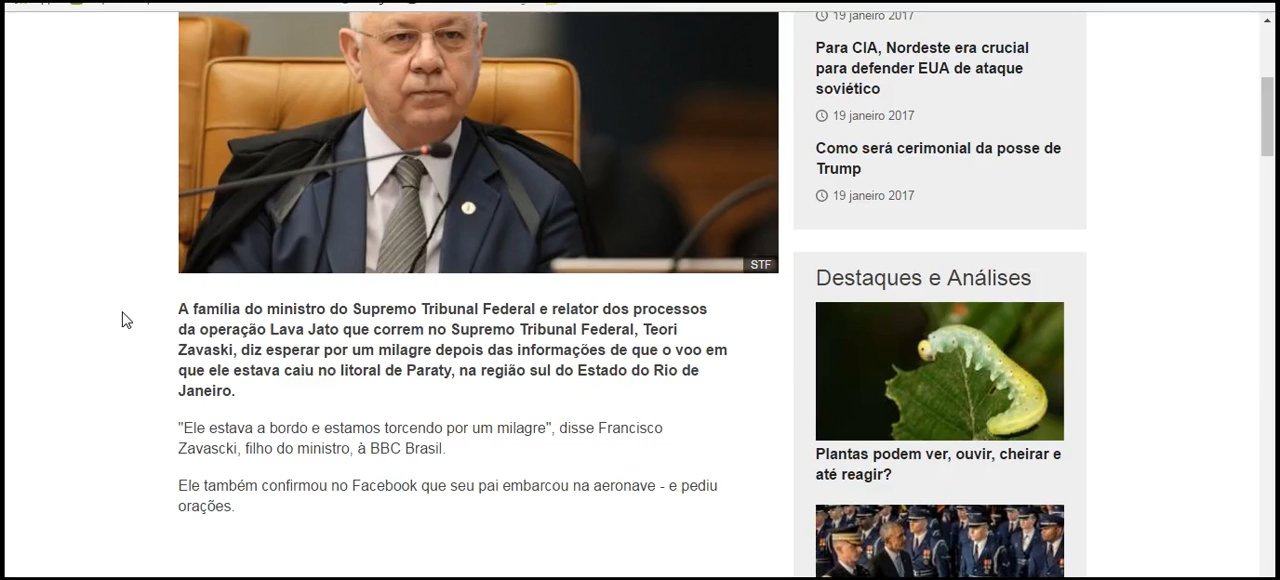 STF
A família do ministro do Supremo Tribunal Federal e relator dos processos
da operação Lava Jato que correm no Supremo Tribunal Federal, Teori
Zavaski, diz esperar por um milagre depois das informações de que o voo em
que ele estava caiu no litoral de Paraty, na região sul do Estado do Rio de
Janeiro.
"Ele estava a bordo e estamos torcendo por um milagre", disse Francisco
Zavascki, filho do ministro, à BBC Brasil.
Ele também confirmou no Facebook que seu pai embarcou na aeronave - e pediu
orações.
19 janeiro 2017
Para CIA, Nordeste era crucial
para defender EUA de ataque
soviético
19 janeiro 2017
Como será cerimonial da posse de
Trump
19 janeiro 2017
Destaques e Análises
Plantas podem ver, ouvir, cheirar e
até reagir?